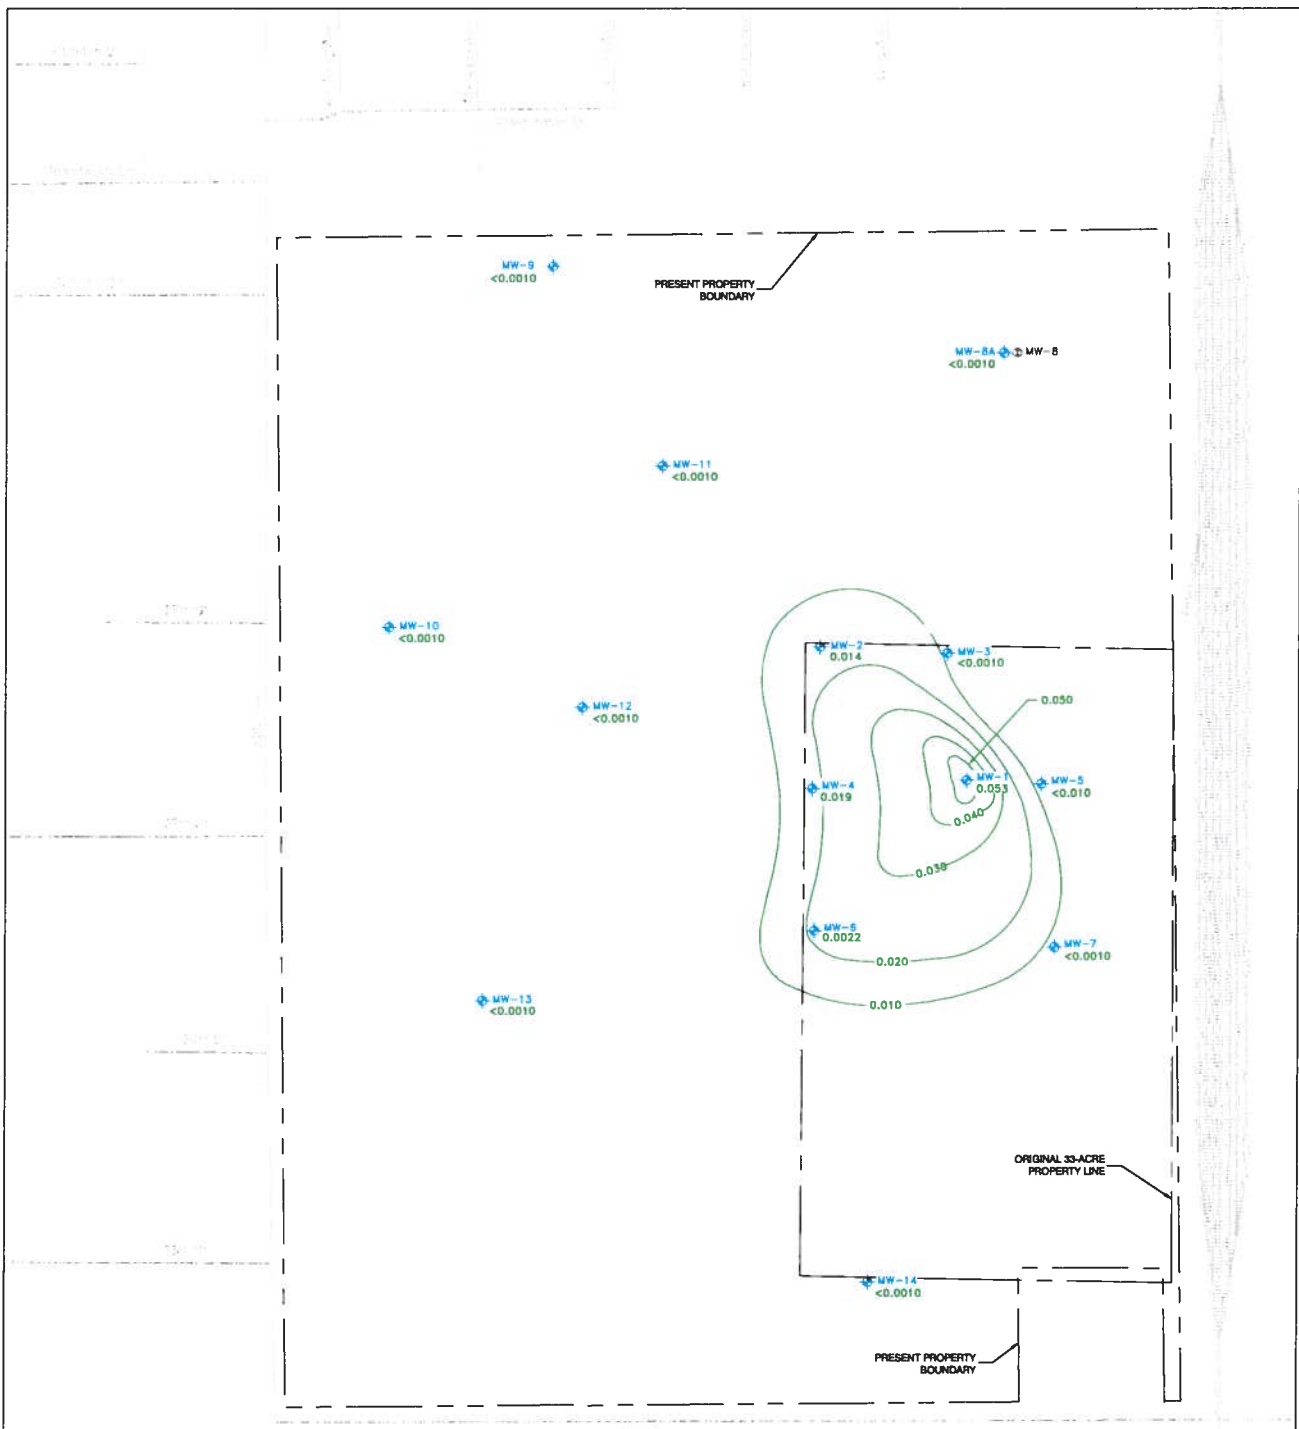 MW-9
<0.0010
PRESENT PROPERTY
BOUNDARY
MW-8A
MW-8
<0.0010
MW-11
<0.0010
MW-10
<0.0010
MW-2
0.014
MW-3
<0.0010
MW-12
<0.0010
0.050
MW-4
0.019
MW-1
0.053
MW-5
<0.010
0.040
0.030
MW-6
0.0022
MW-7
<0.0010
0.020
0.010
MW-13
<0.0010
ORIGINAL 33-ACRE
PROPERTY LINE
MW-14
<0.0010
PRESENT PROPERTY
BOUNDARY